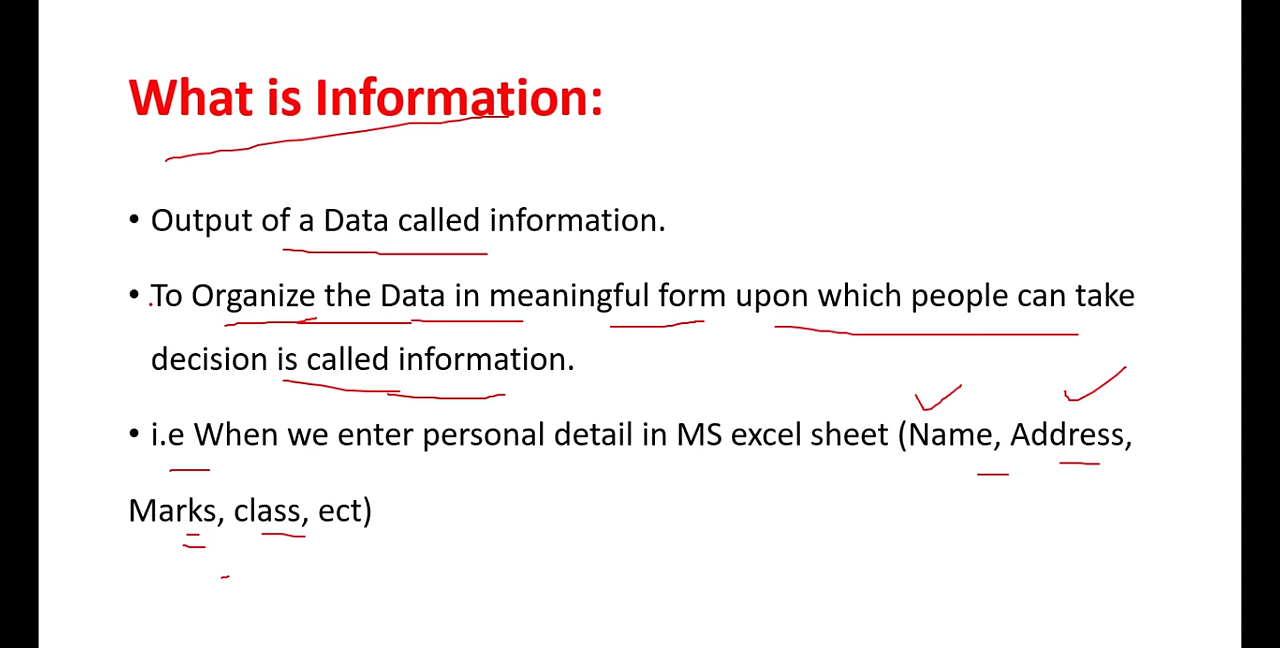 What is Information:
• Output of a Data called information.
• .To Organize the Data in meaningful form upon which people can take
decision is called information.
• i.e When we enter personal detail in MS excel sheet (Name, Address,
Marks, class, ect)